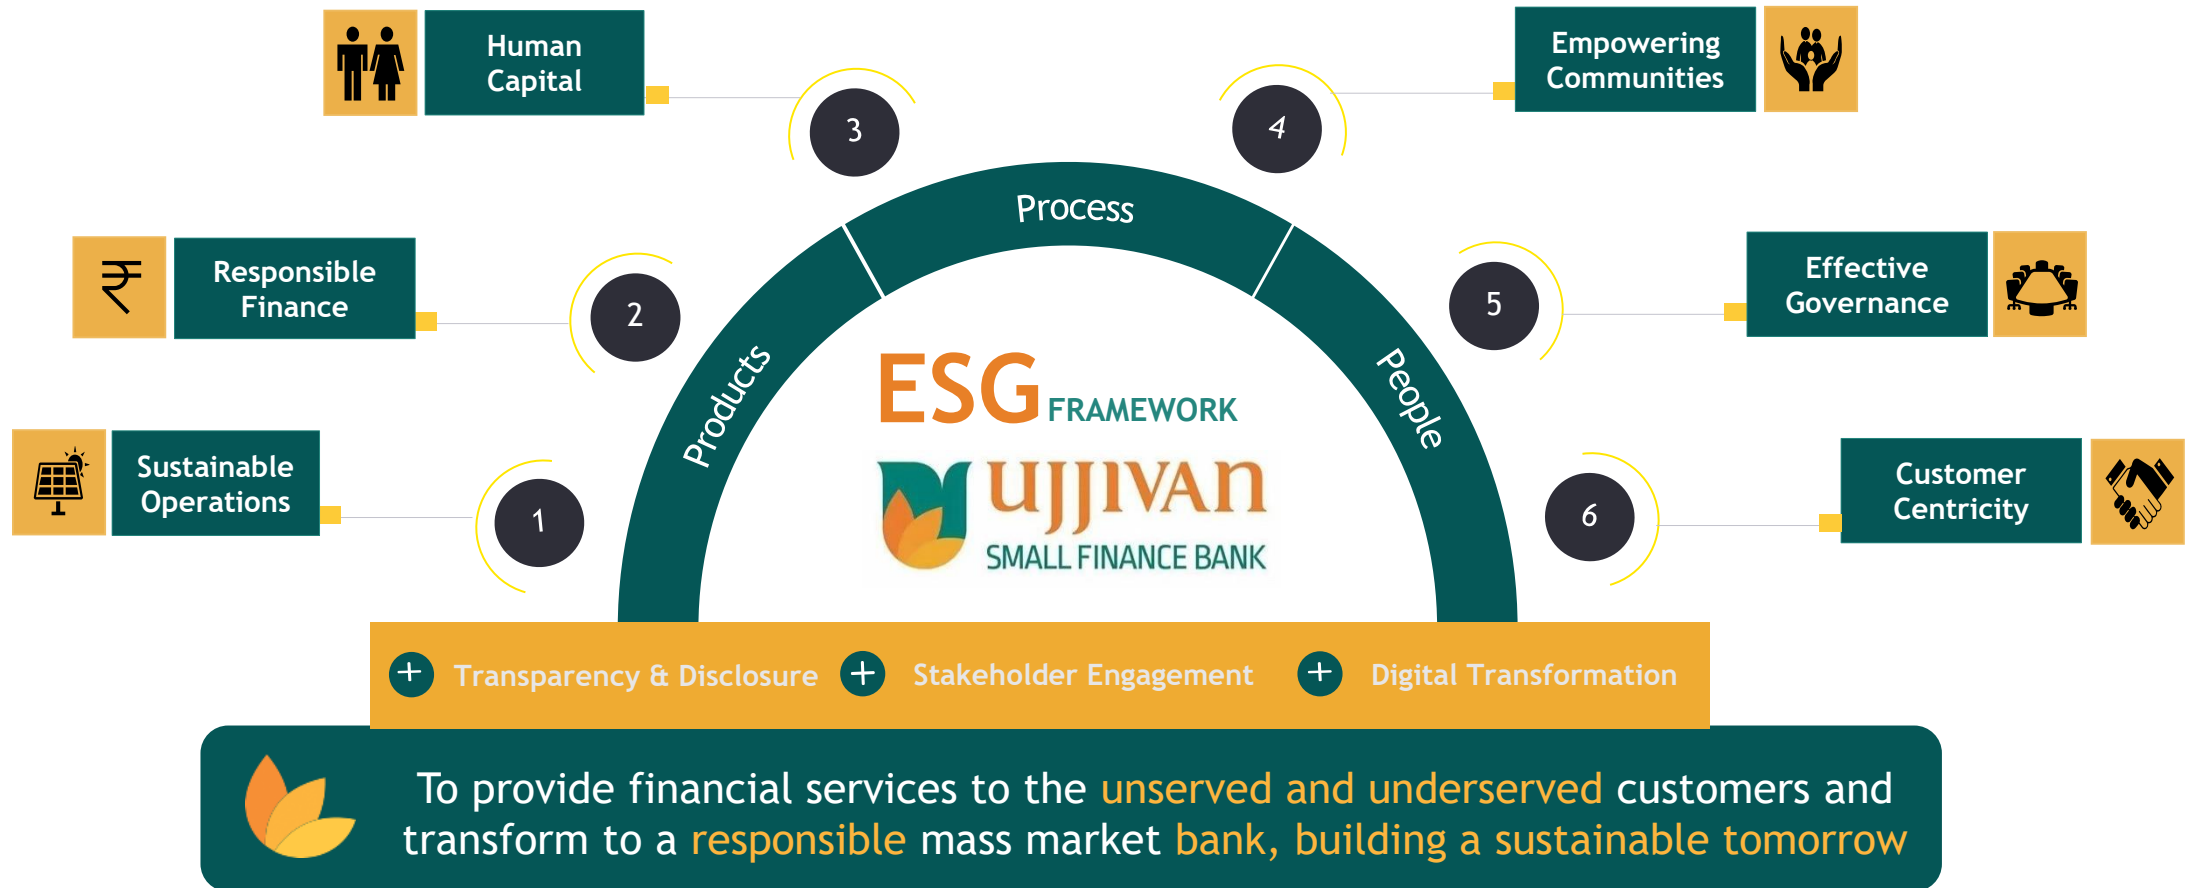 Human
Capital
3
Empowering
Communities
4
Process
Responsible
Finance
₹
2
Effective
Governance
5
Products
People
ESG FRAMEWORK
ujjivan
SMALL FINANCE BANK
Sustainable
Operations
1
Customer
Centricity
6
+ Transparency & Disclosure + Stakeholder Engagement + Digital Transformation
To provide financial services to the unserved and underserved customers and
transform to a responsible mass market bank, building a sustainable tomorrow